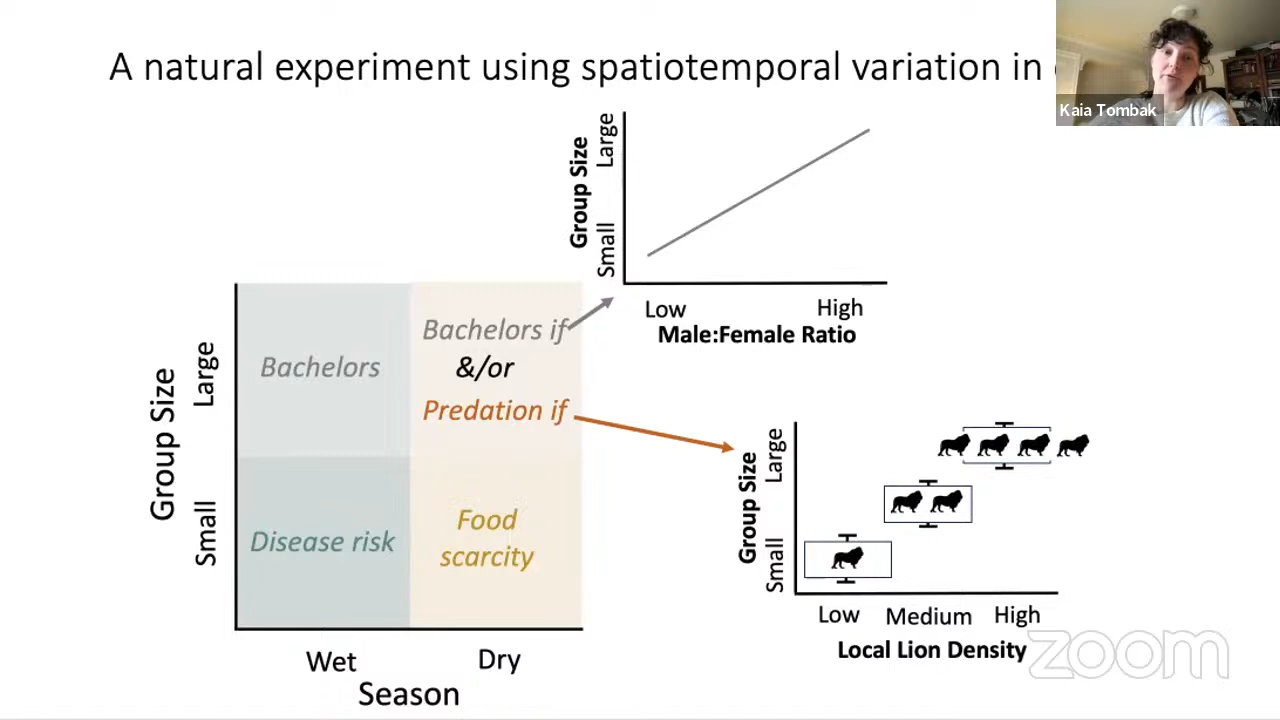 A natural experiment using spatiotemporal variation in
Kaia Tombak
Group Size
Large
Small
Low
High
Male:Female Ratio
Group Size
Large
Small
Bachelors
Bachelors if
&/or
Predation if
Disease risk
Food
scarcity
Wet
Dry
Season
Group Size
Large
Small
Low
Medium
High
Local Lion Density
zoom